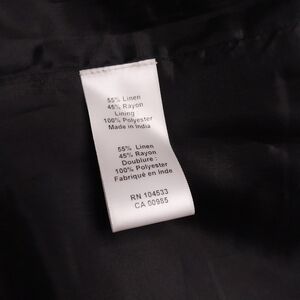 55% Linen
45% Rayon
Lining :
100% Polyester
Made in India
55% Linen
45% Rayon
Doublure :
100% Polyester
Fabriqué en Inde
RN 104533
CA 00985